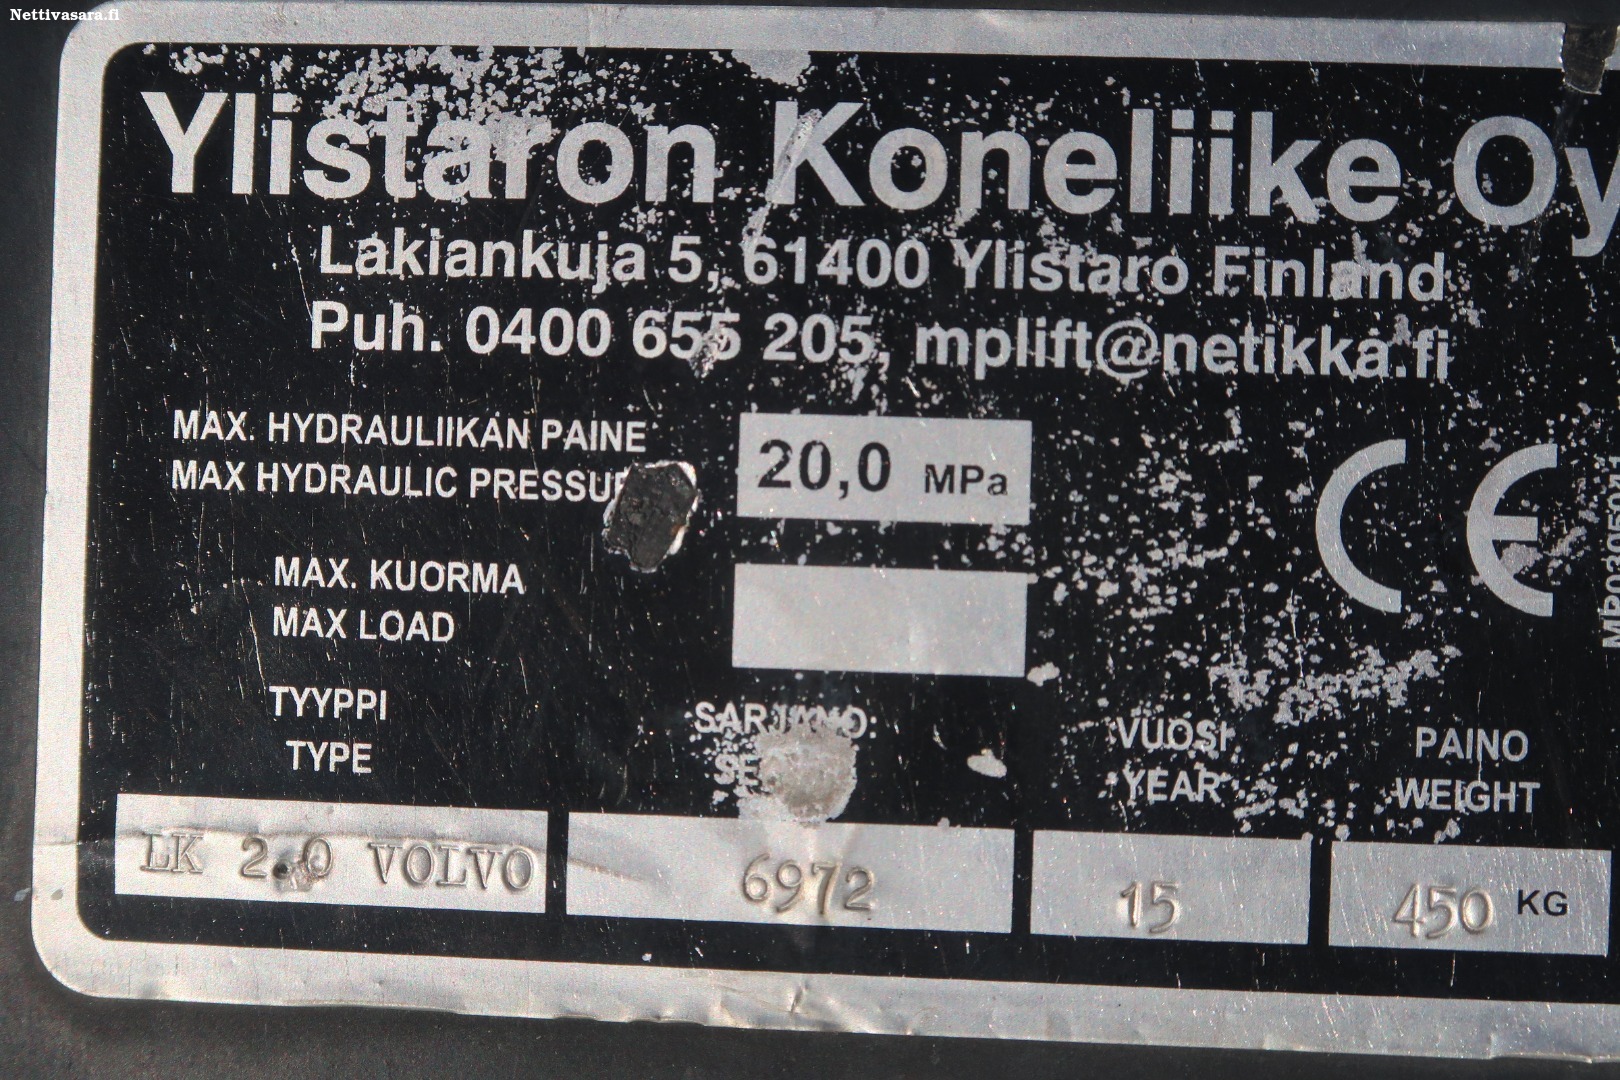 Nettivasara.fi
Ylistaron Koneliike Oy
Lakiankuja 5, 61400 Ylistaro Finland
Puh. 0400 655 205, mplift@netikka.fi
MAX. HYDRAULIIKAN PAINE
MAX HYDRAULIC PRESSU
20,0 MPa
CE
MAX. KUORMA
MAX LOAD
TYYPPI
TYPE
SARJANO:
VUOSI
YEAR
PAINO
WEIGHT
LK 2.0 VOLVO
6972
15
450 KG